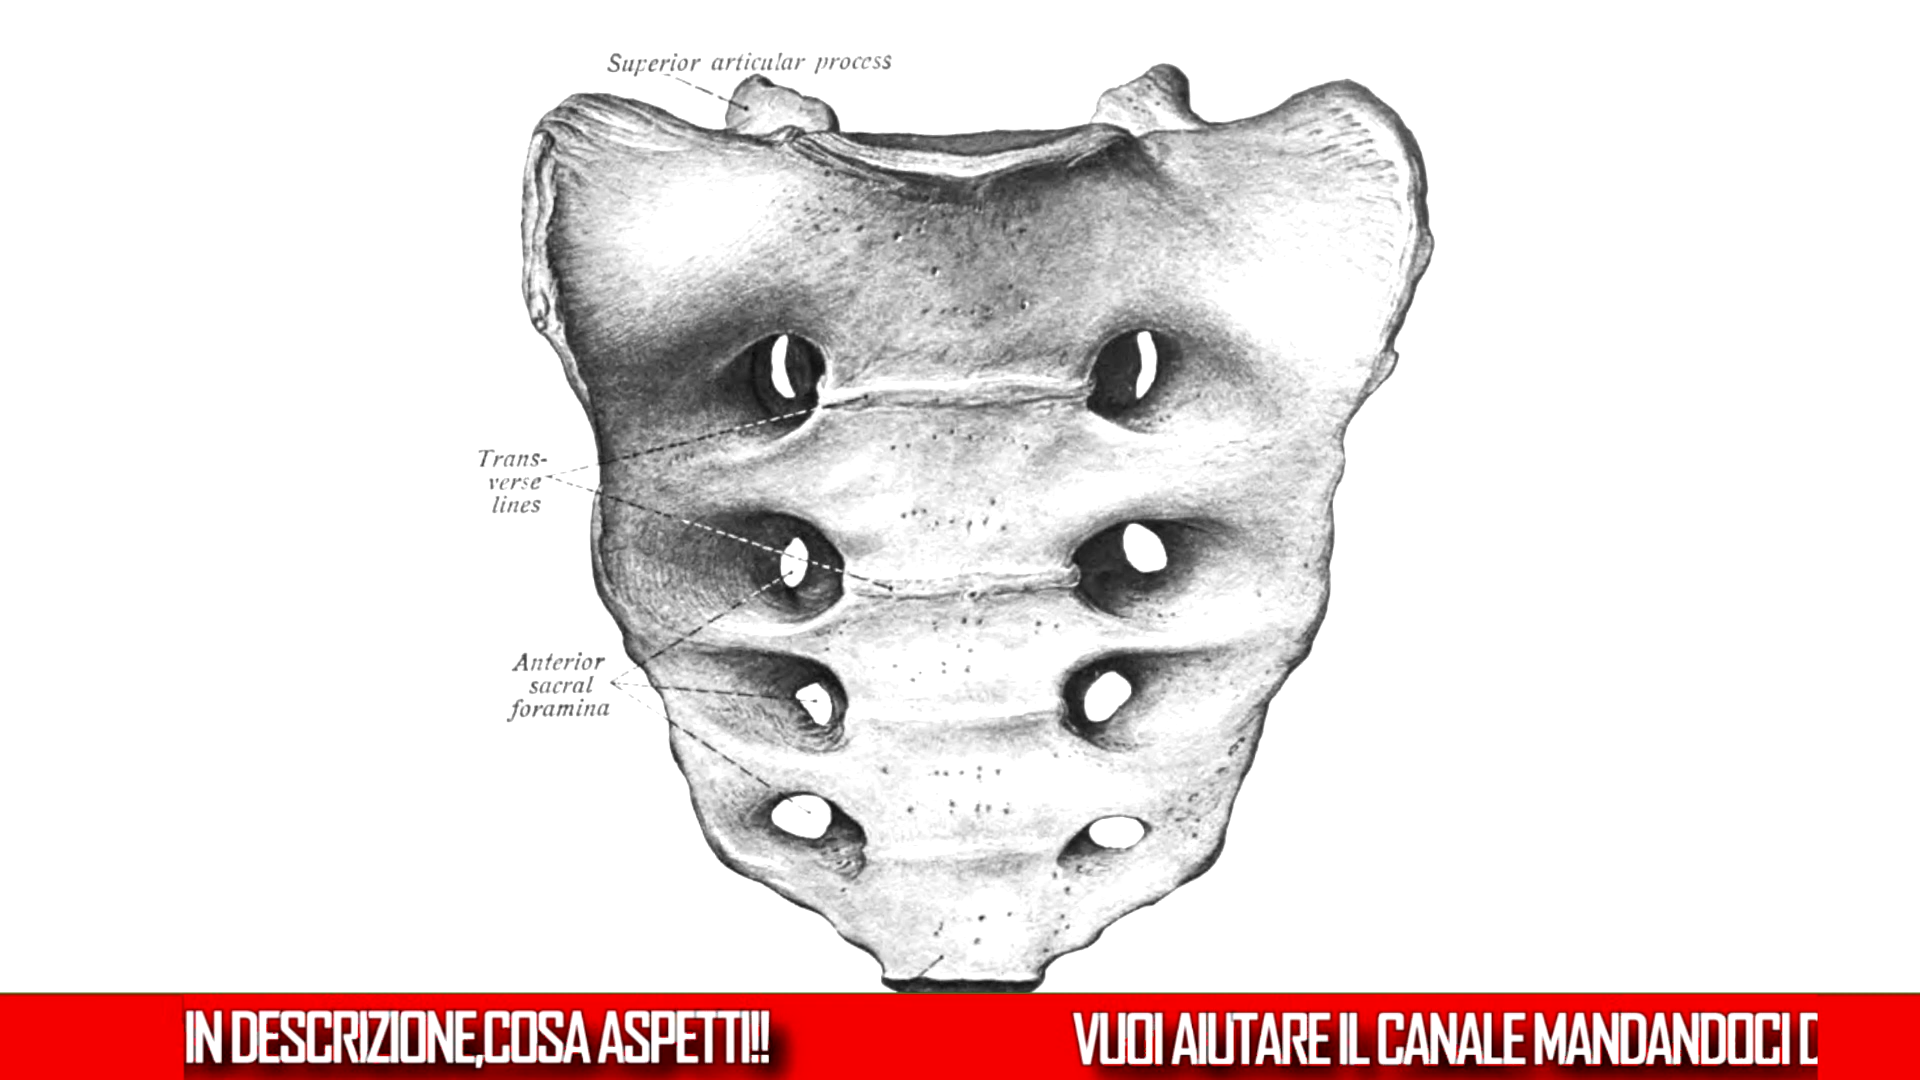 Superior articular process
Trans-
verse
lines
Anterior
sacral
foramina
IN DESCRIZIONE,COSA ASPETTI!!
VUOI AIUTARE IL CANALE MANDANDOCI